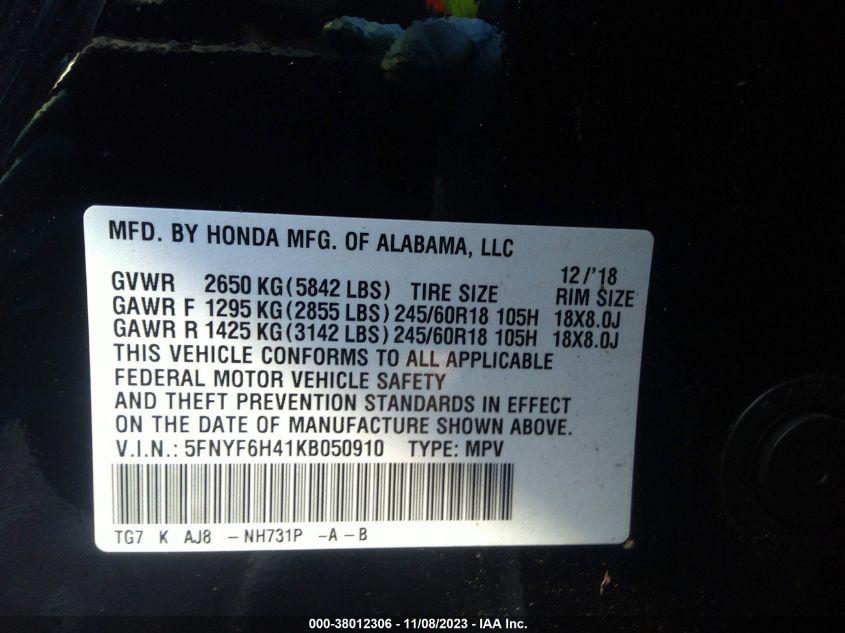 MFD. BY HONDA MFG. OF ALABAMA, LLC
12/'18
GVWR 2650 KG (5842 LBS) TIRE SIZE RIM SIZE
GAWR F 1295 KG (2855 LBS) 245/60R18 105H 18X8.0J
GAWR R 1425 KG (3142 LBS) 245/60R18 105H 18X8.0J
THIS VEHICLE CONFORMS TO ALL APPLICABLE
FEDERAL MOTOR VEHICLE SAFETY
AND THEFT PREVENTION STANDARDS IN EFFECT
ON THE DATE OF MANUFACTURE SHOWN ABOVE.
V.I.N.: 5FNYF6H41KB050910 TYPE: MPV
TG7 K AJ8 -NH731P -A -B
000-38012306 - 11/08/2023 - IAA Inc.